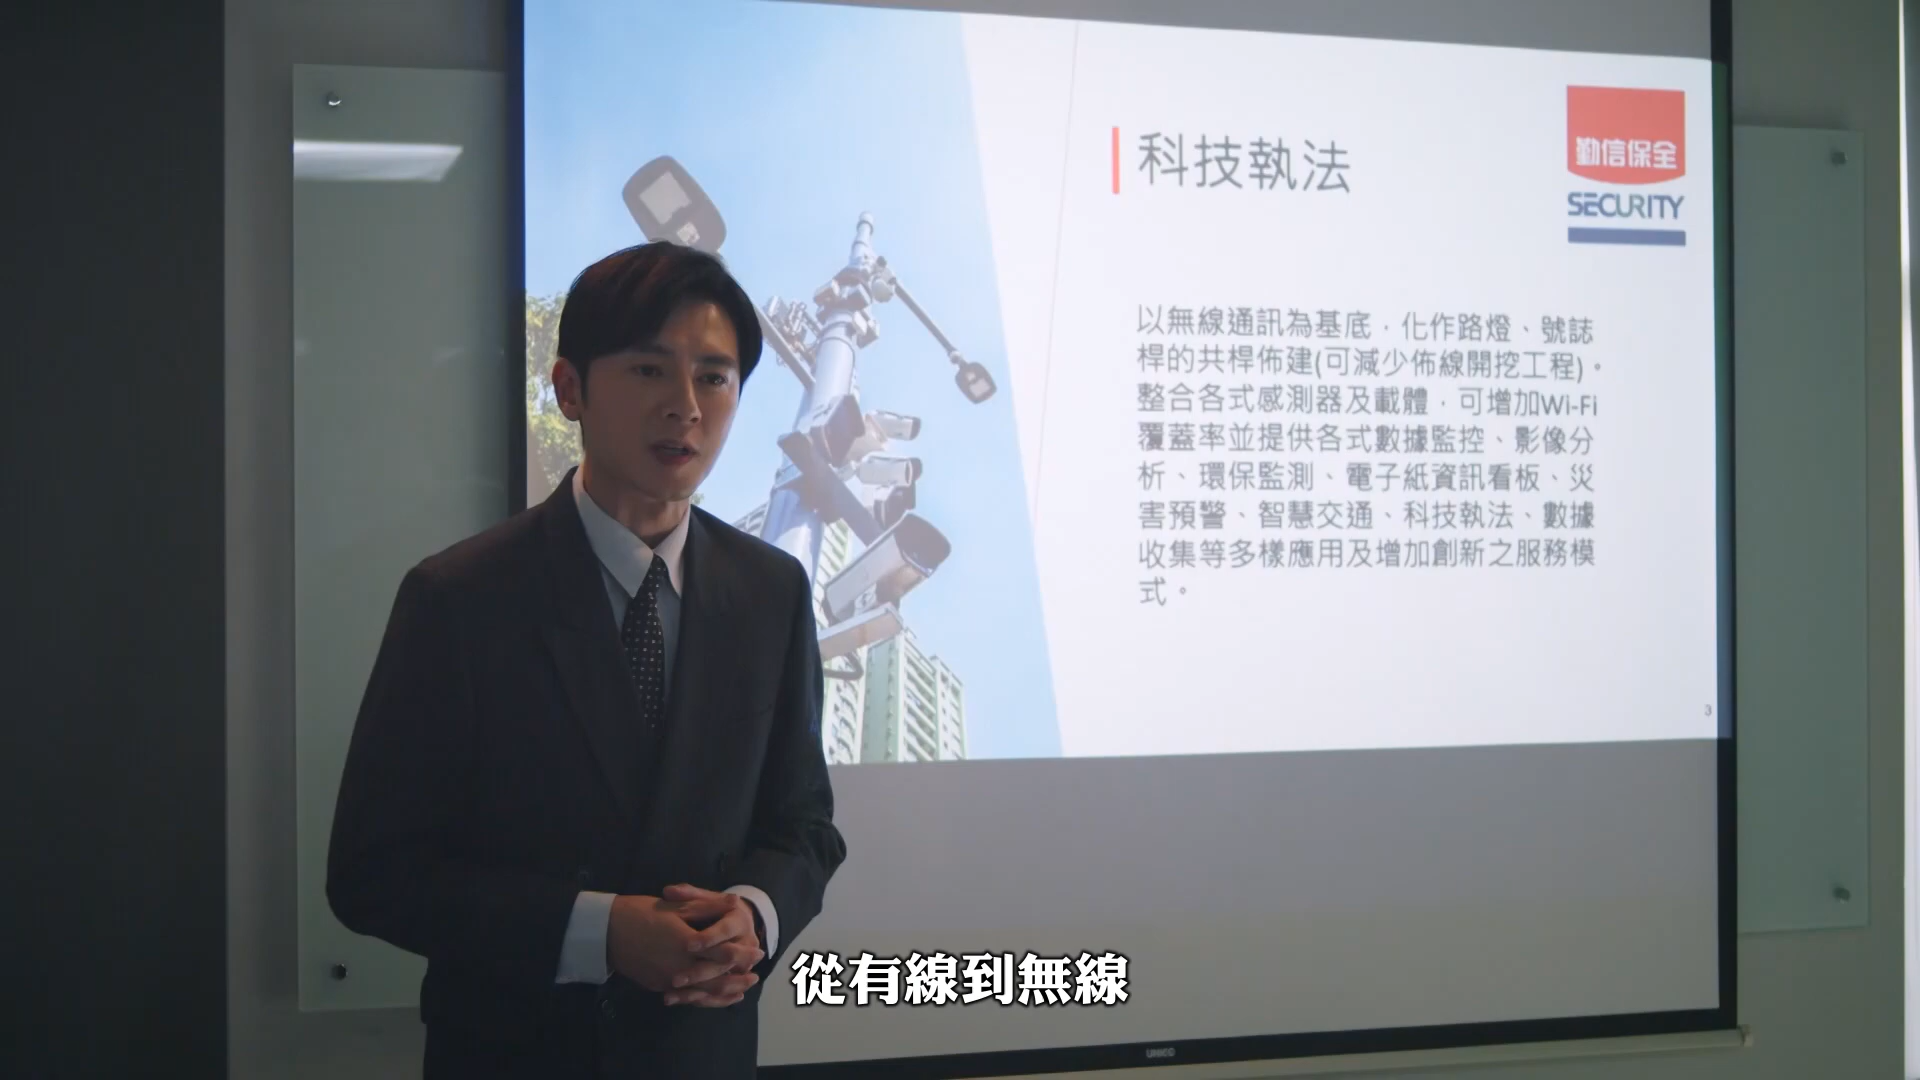 科技執法
勤信保全
SECURITY
以無線通訊為基底，化作路燈、號誌
桿的共桿佈建(可減少佈線開挖工程)。
整合各式感測器及載體，可增加Wi-Fi
覆蓋率並提供各式數據監控、影像分
析、環保監測、電子紙資訊看板、災
害預警、智慧交通、科技執法、數據
收集等多樣應用及增加創新之服務模
式。
3
從有線到無線
UNICO